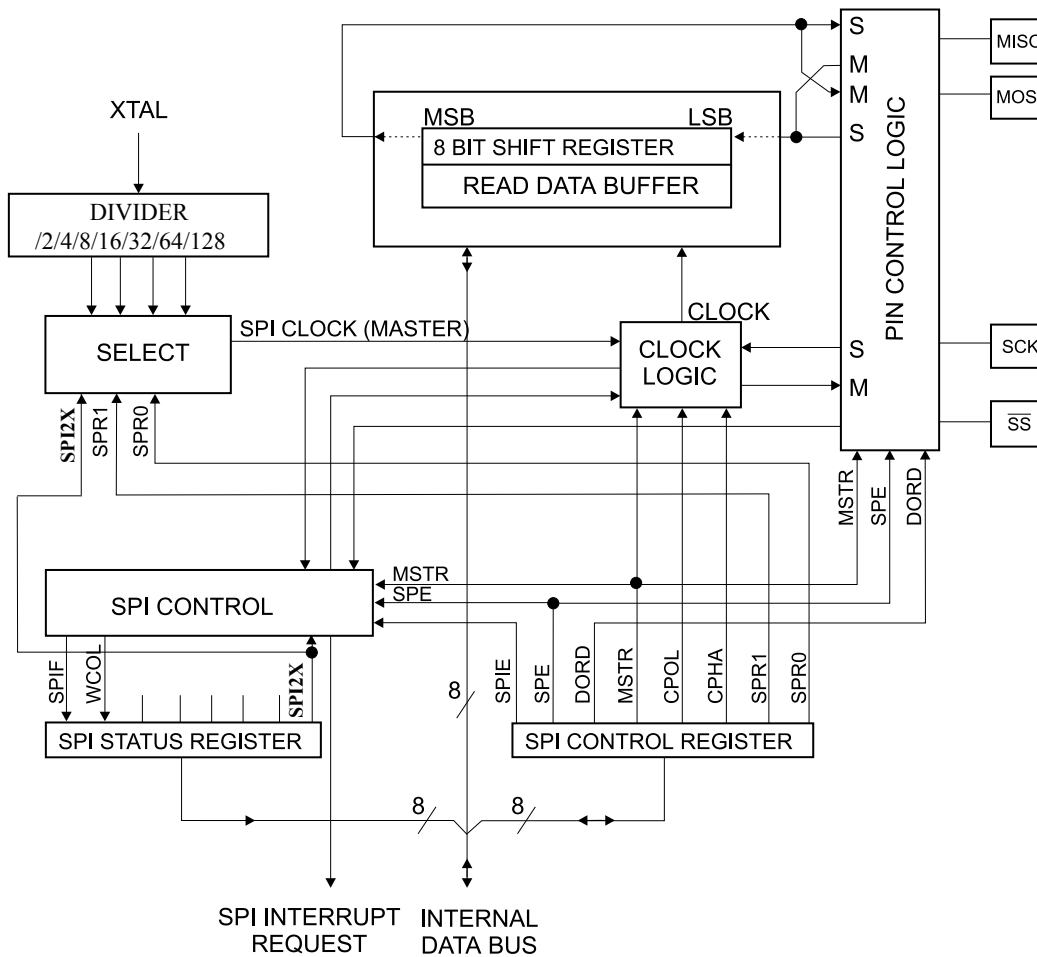 S
MISO
M
MOSI
M
XTAL
MSB
LSB
S
8 BIT SHIFT REGISTER
READ DATA BUFFER
PIN CONTROL LOGIC
DIVIDER
/2/4/8/16/32/64/128
SPI CLOCK (MASTER)
CLOCK
SELECT
CLOCK
LOGIC
S
SCK
M
SS
SPI2X
SPR1
SPR0
MSTR
SPE
DORD
MSTR
SPE
SPI CONTROL
SPIF
WCOL
SPI2X
8
SPIE
SPE
DORD
MSTR
CPOL
CPHA
SPR1
SPR0
SPI STATUS REGISTER
SPI CONTROL REGISTER
8
8
SPI INTERRUPT
REQUEST
INTERNAL
DATA BUS